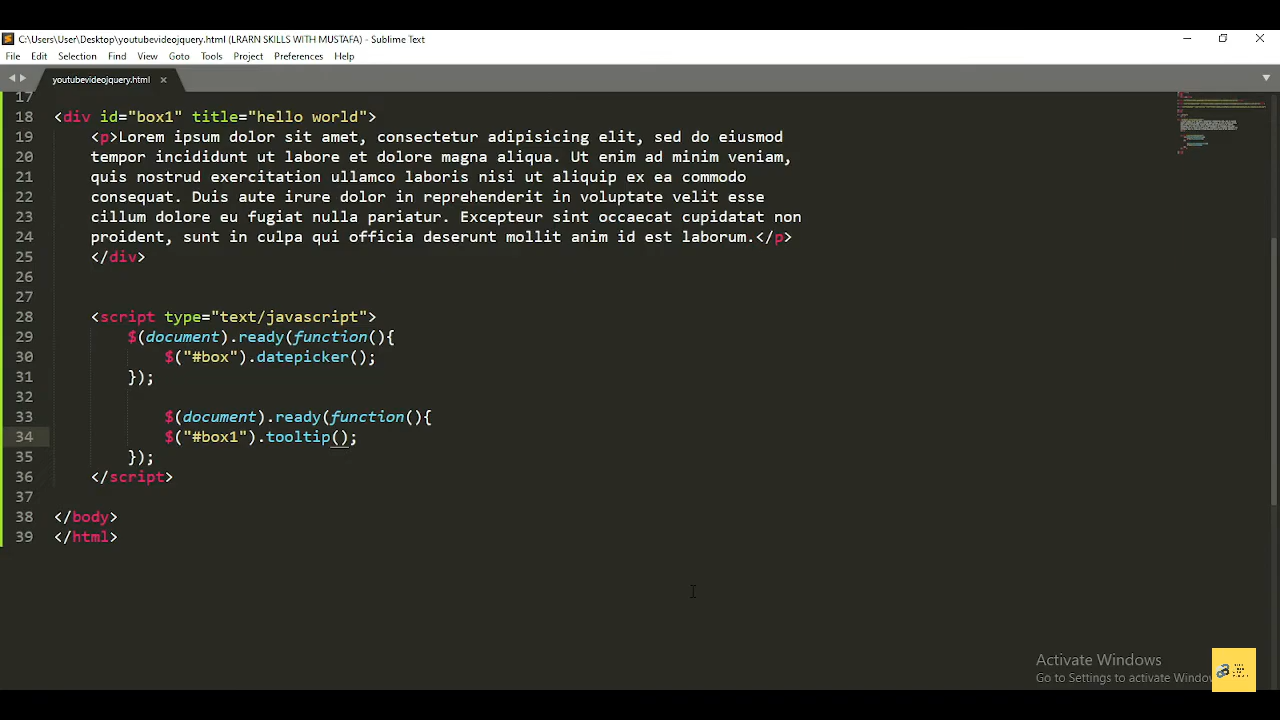 C:\Users\User\Desktop\youtubevideojquery.html (LRARN SKILLS WITH MUSTAFA) - Sublime Text
File Edit Selection Find View Goto Tools Project Preferences Help
youtubevideojquery.html
17
18 <div id="box1" title="hello world">
19 <p>Lorem ipsum dolor sit amet, consectetur adipisicing elit, sed do eiusmod
20 tempor incididunt ut labore et dolore magna aliqua. Ut enim ad minim veniam,
21 quis nostrud exercitation ullamco laboris nisi ut aliquip ex ea commodo
22 consequat. Duis aute irure dolor in reprehenderit in voluptate velit esse
23 cillum dolore eu fugiat nulla pariatur. Excepteur sint occaecat cupidatat non
24 proident, sunt in culpa qui officia deserunt mollit anim id est laborum.</p>
25 </div>
26
27
28 <script type="text/javascript">
29 $(document).ready(function(){
30 $("#box").datepicker();
31 });
32
33 $(document).ready(function(){
34 $("#box1").tooltip();
35 });
36 </script>
37
38 </body>
39 </html>
Activate Windows
Go to Settings to activate Window